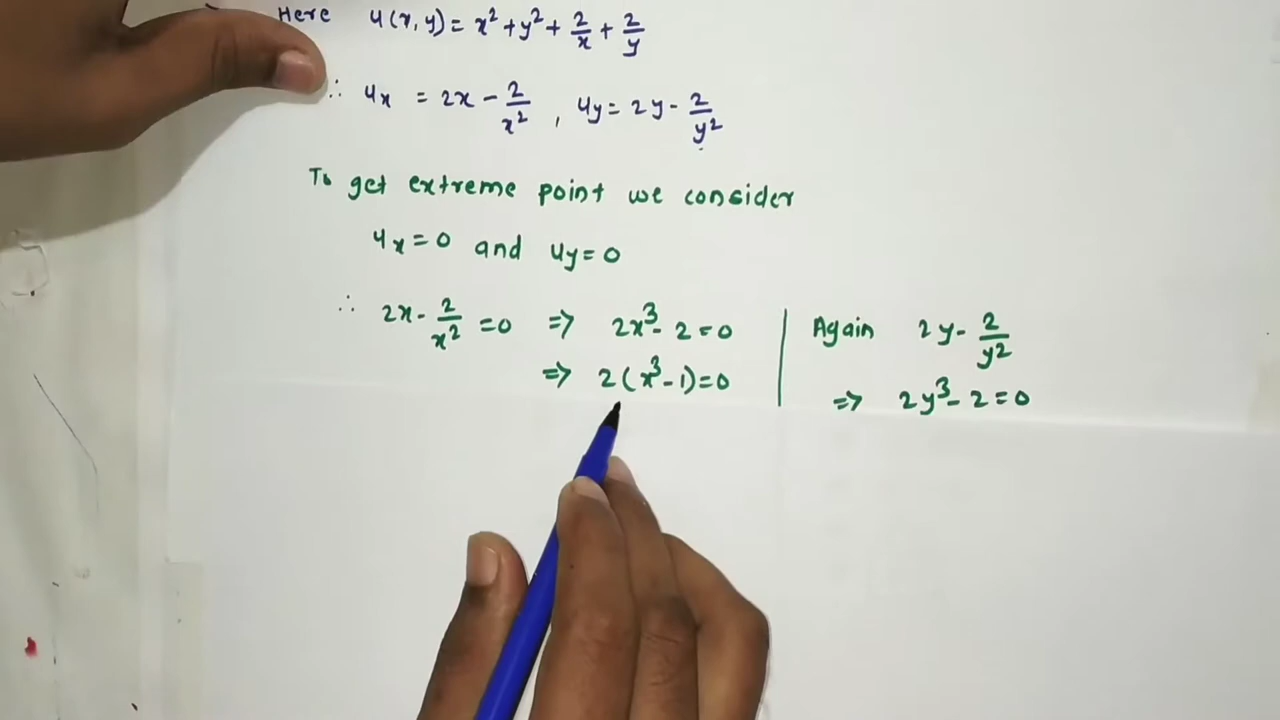 Here u(x,y) = x² + y² + 2/x + 2/y
∴ ux = 2x - 2/x² , uy = 2y - 2/y²
To get extreme point we consider
ux = 0 and uy = 0
∴ 2x - 2/x² = 0 ⇒ 2x³ - 2 = 0
⇒ 2(x³ - 1) = 0
Again 2y - 2/y²
⇒ 2y³ - 2 = 0